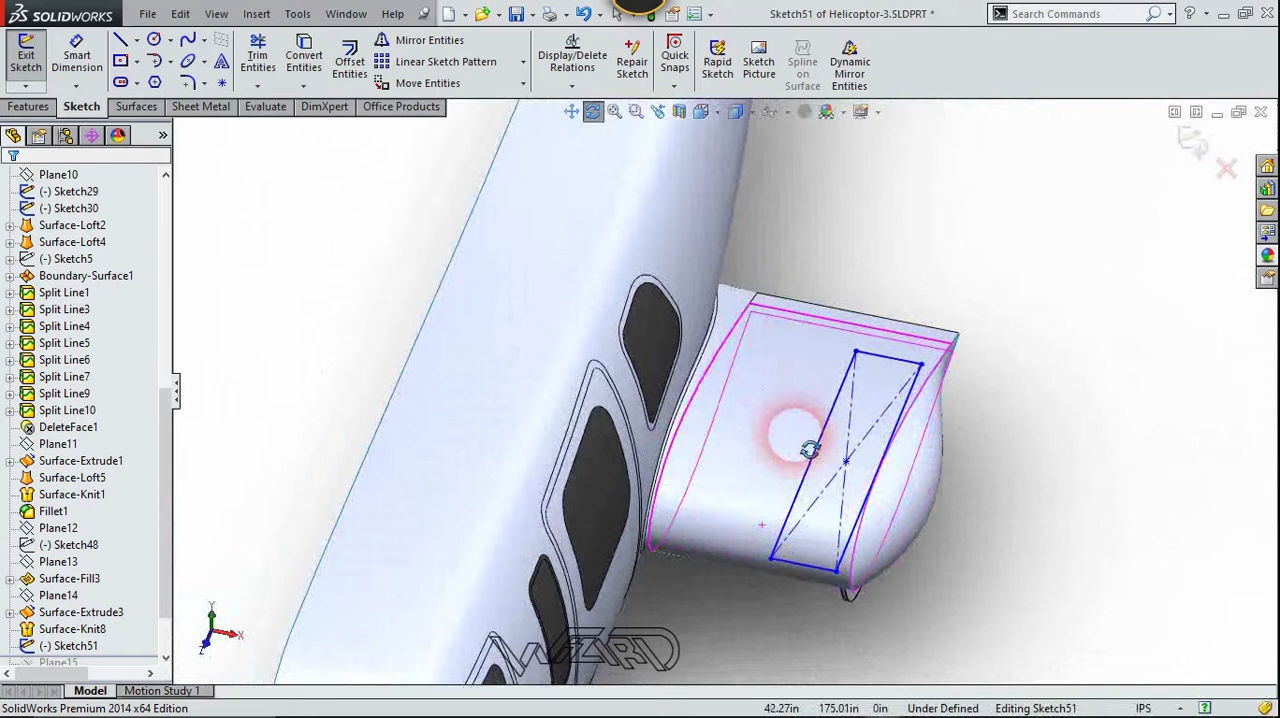 SOLIDWORKS File Edit View Insert Tools Window Help Sketch51 of Helicoptor-3.SLDPRT * Search Commands ?
Exit Sketch
Smart Dimension
Trim Entities
Convert Entities
Offset Entities
Mirror Entities
Linear Sketch Pattern
Move Entities
Display/Delete Relations
Repair Sketch
Quick Snaps
Rapid Sketch
Sketch Picture
Spline on Surface
Dynamic Mirror Entities
Features Sketch Surfaces Sheet Metal Evaluate DimXpert Office Products
Plane10
(-) Sketch29
(-) Sketch30
Surface-Loft2
Surface-Loft4
(-) Sketch5
Boundary-Surface1
Split Line1
Split Line3
Split Line4
Split Line5
Split Line6
Split Line7
Split Line9
Split Line10
DeleteFace1
Plane11
Surface-Extrude1
Surface-Loft5
Surface-Knit1
Fillet1
Plane12
(-) Sketch48
Plane13
Surface-Fill3
Plane14
Surface-Extrude3
Surface-Knit8
(-) Sketch51
Plane15
Y
X
Z
WIZARD
Model Motion Study 1
SolidWorks Premium 2014 x64 Edition 42.27in 175.01in 0in Under Defined Editing Sketch51 IPS ?